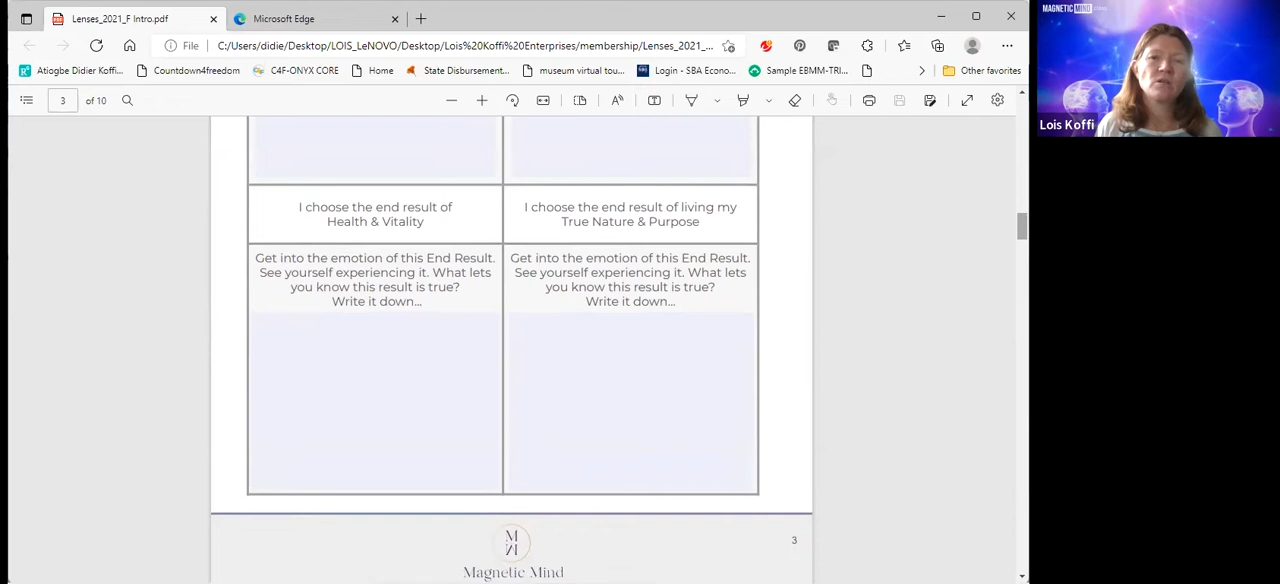 Lenses_2021_F Intro.pdf
Microsoft Edge
File
C:/Users/didie/Desktop/LOIS_LeNOVO/Desktop/Lois%20Koffi%20Enterprises/membership/Lenses_2021_...
Atiogbe Didier Koffi...
Countdown4freedom
C4F-ONYX CORE
Home
State Disbursement...
museum virtual tou...
Login - SBA Econo...
Sample EBMM-TRI...
Other favorites
3 of 10
MAGNETIC MIND
Lois Koffi
I choose the end result of
Health & Vitality
I choose the end result of living my
True Nature & Purpose
Get into the emotion of this End Result.
See yourself experiencing it. What lets
you know this result is true?
Write it down...
Get into the emotion of this End Result.
See yourself experiencing it. What lets
you know this result is true?
Write it down...
3
Magnetic Mind